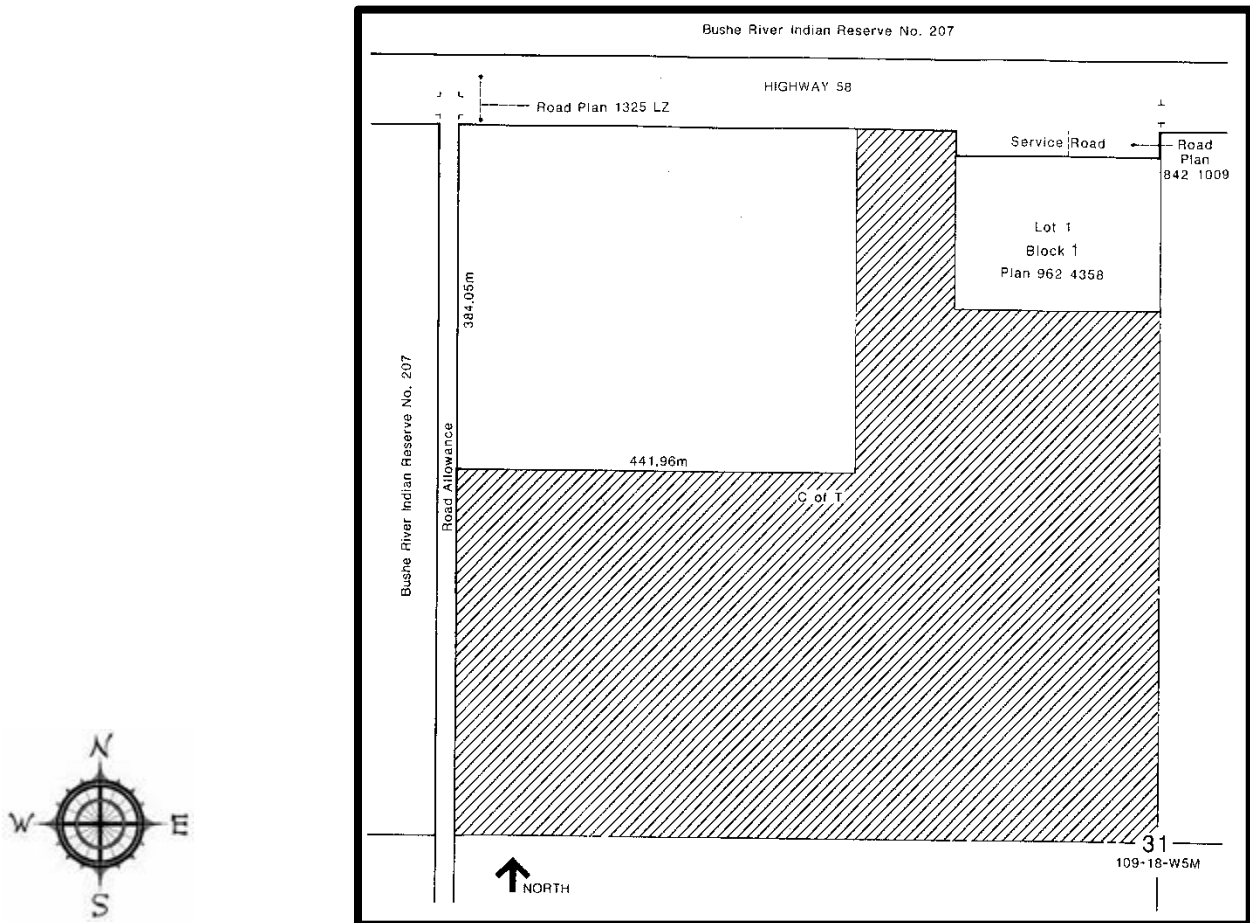 Bushe River Indian Reserve No. 207
HIGHWAY 58
Road Plan 1325 LZ
Service Road
Road
Plan
842 1009
Lot 1
Block 1
Plan 962 4358
384.05m
Bushe River Indian Reserve No. 207
Road Allowance
441.96m
C of T
31
109-18-W5M
NORTH
N
W
E
S